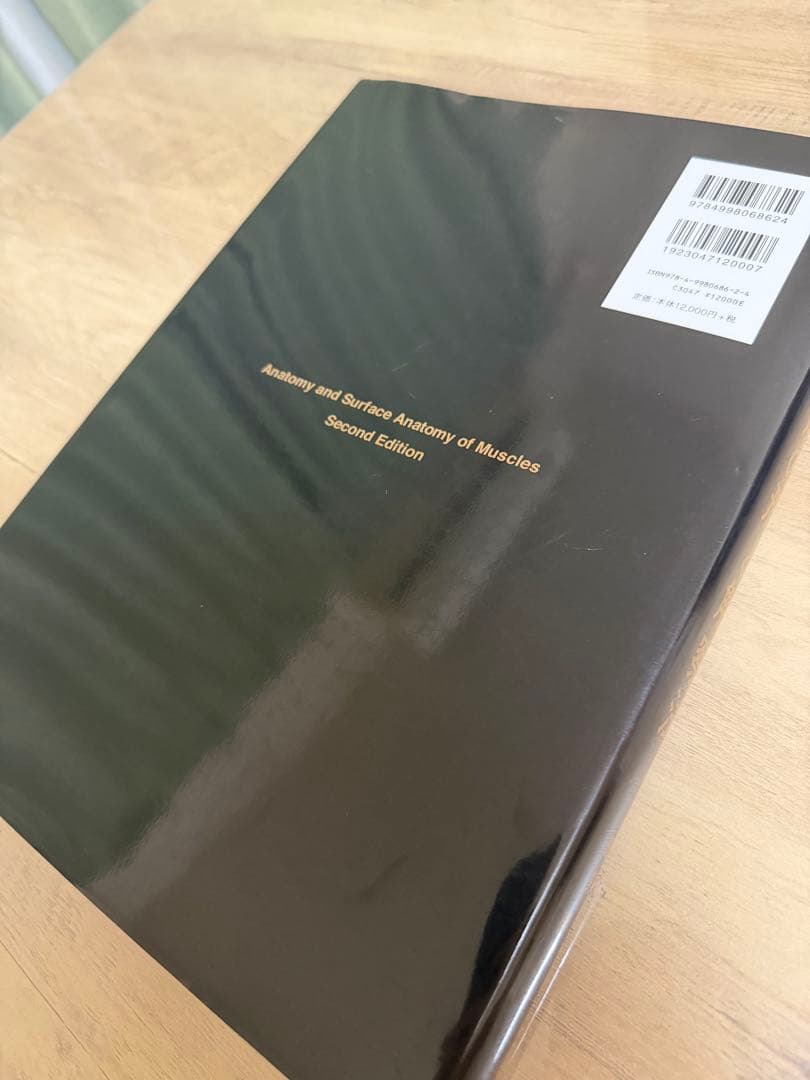 9784998068624
1923047120007
ISBN978-4-9980686-2-4
C3047 ¥12000E
定価:本体12,000円+税
Anatomy and Surface Anatomy of Muscles
Second Edition